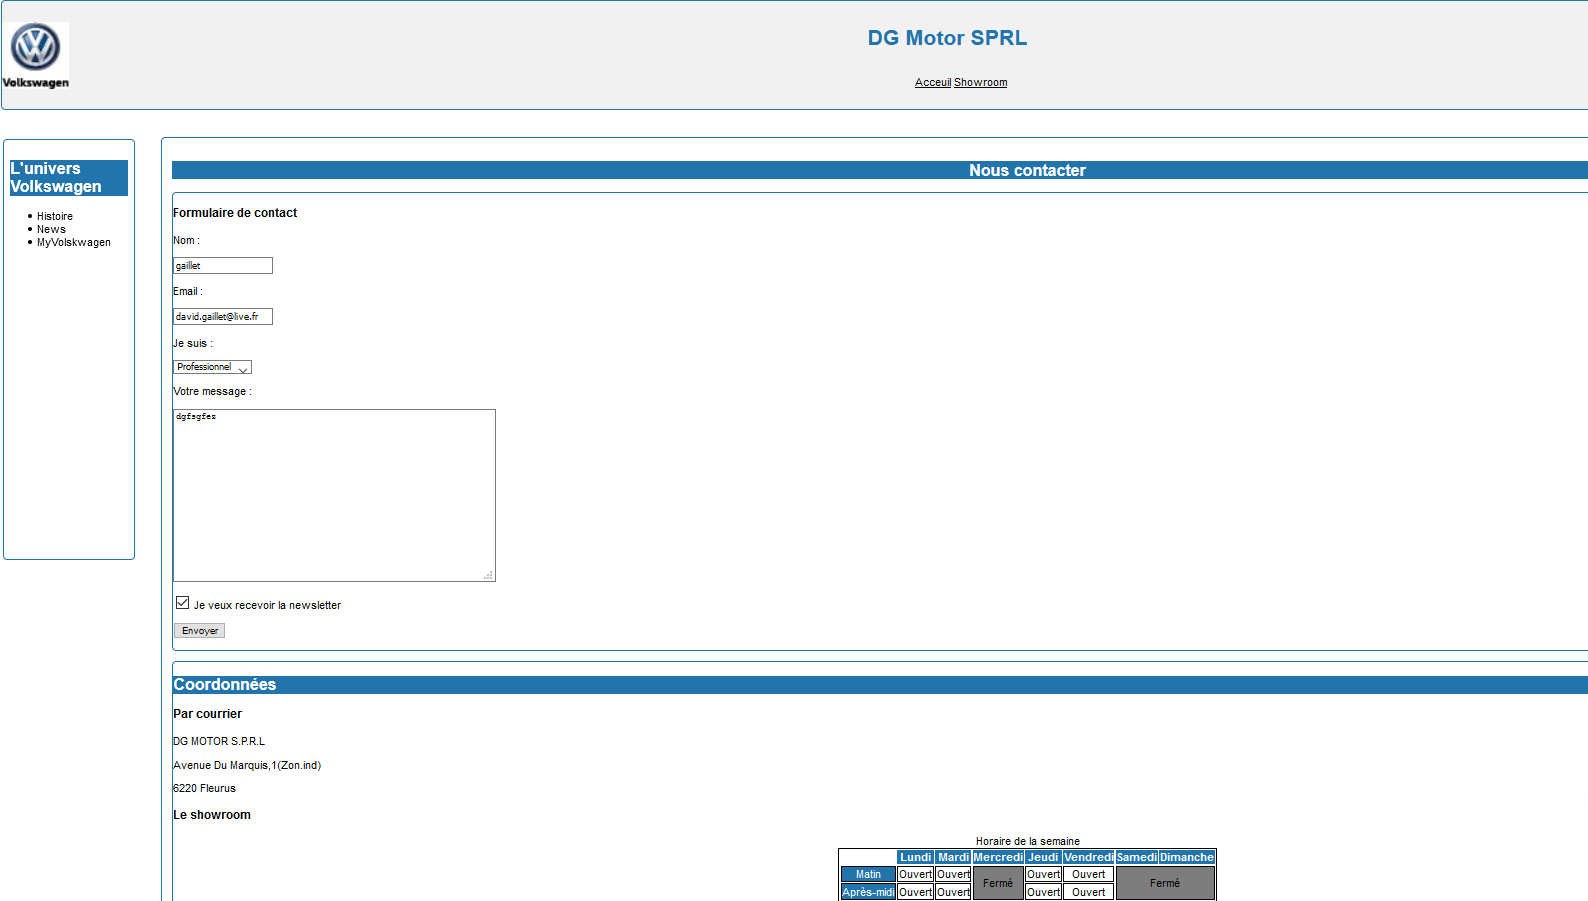 DG Motor SPRL
Volkswagen
Acceuil Showroom
L'univers
Volkswagen
Histoire
News
MyVolskwagen
Nous contacter
Formulaire de contact
Nom :
gaillet
Email :
david.gaillet@live.fr
Je suis :
Professionnel
Votre message :
dgfsgfes
Je veux recevoir la newsletter
Envoyer
Coordonnées
Par courrier
DG MOTOR S.P.R.L
Avenue Du Marquis,1(Zon.ind)
6220 Fleurus
Le showroom
Horaire de la semaine
Lundi Mardi Mercredi Jeudi Vendredi Samedi Dimanche
Matin Ouvert Ouvert Fermé Ouvert Ouvert Fermé
Après-midi Ouvert Ouvert Ouvert Ouvert